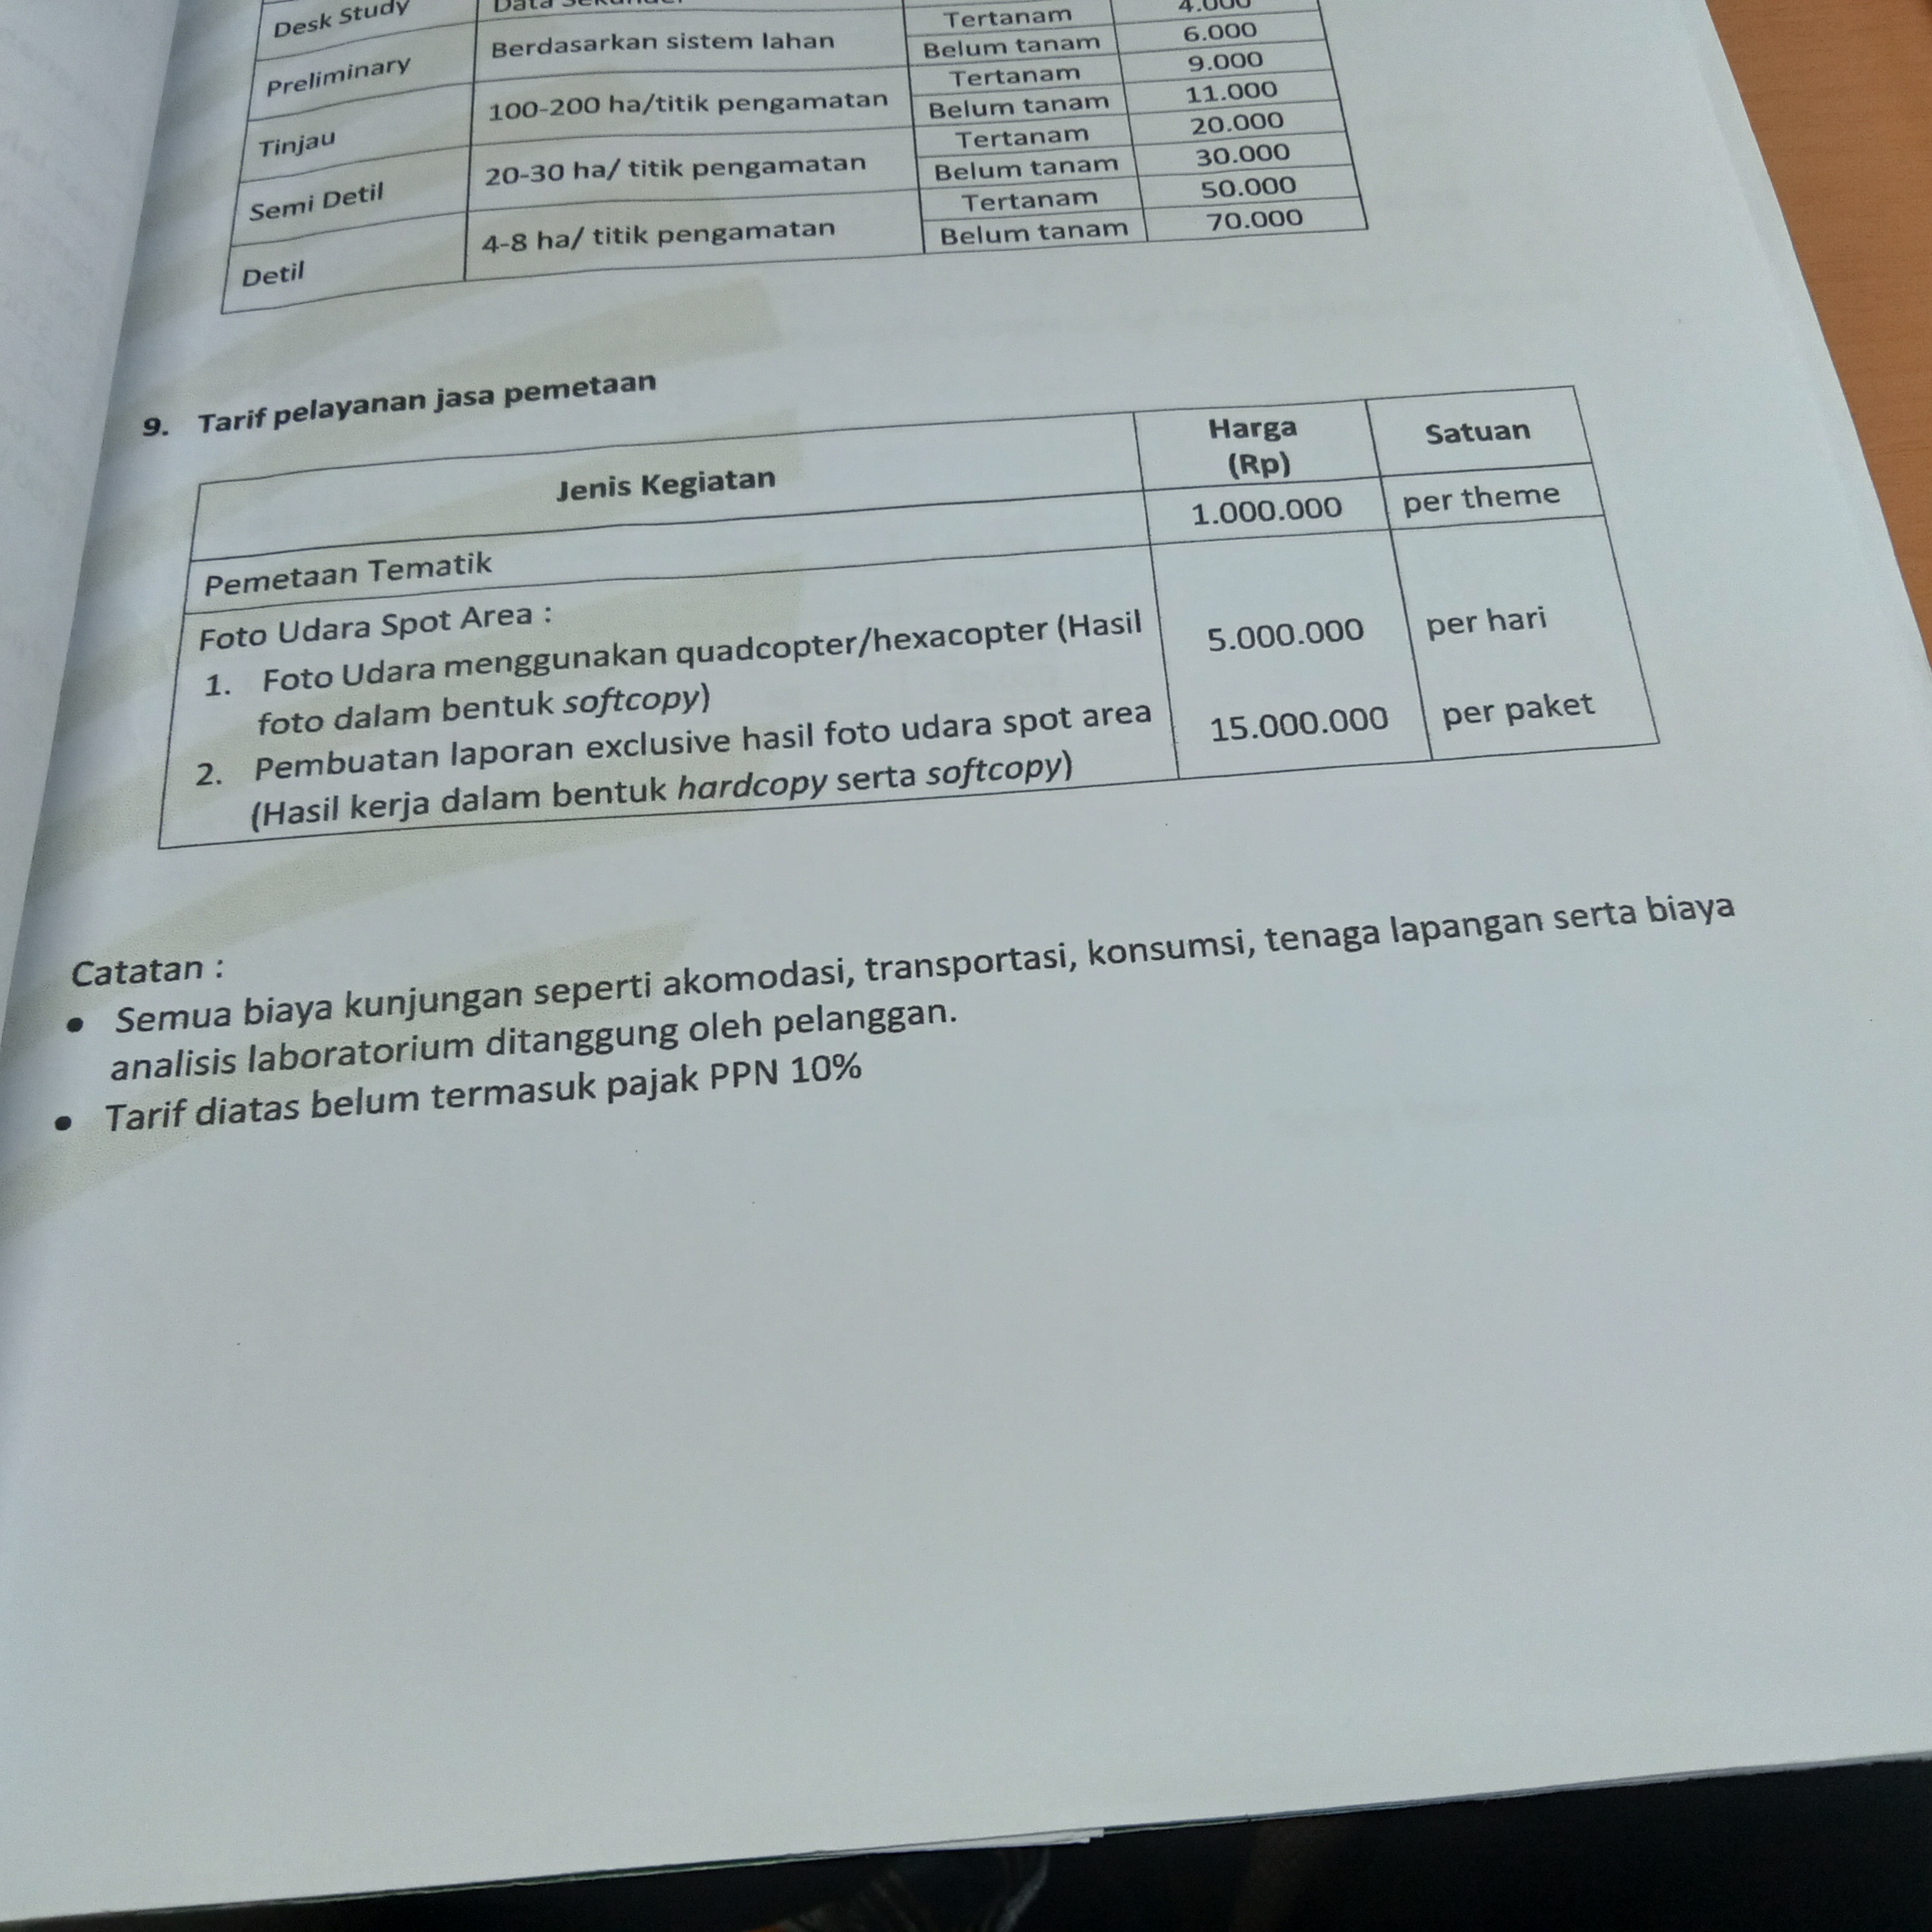 Desk Study
Tertanam 4.000
Preliminary Berdasarkan sistem lahan Belum tanam 6.000
Tertanam 9.000
Tinjau 100-200 ha/titik pengamatan Belum tanam 11.000
Tertanam 20.000
Semi Detil 20-30 ha/ titik pengamatan Belum tanam 30.000
Tertanam 50.000
Detil 4-8 ha/ titik pengamatan Belum tanam 70.000
9. Tarif pelayanan jasa pemetaan
Jenis Kegiatan Harga (Rp) Satuan
Pemetaan Tematik 1.000.000 per theme
Foto Udara Spot Area :
1. Foto Udara menggunakan quadcopter/hexacopter (Hasil 5.000.000 per hari
foto dalam bentuk softcopy)
2. Pembuatan laporan exclusive hasil foto udara spot area 15.000.000 per paket
(Hasil kerja dalam bentuk hardcopy serta softcopy)
Catatan :
• Semua biaya kunjungan seperti akomodasi, transportasi, konsumsi, tenaga lapangan serta biaya
analisis laboratorium ditanggung oleh pelanggan.
• Tarif diatas belum termasuk pajak PPN 10%